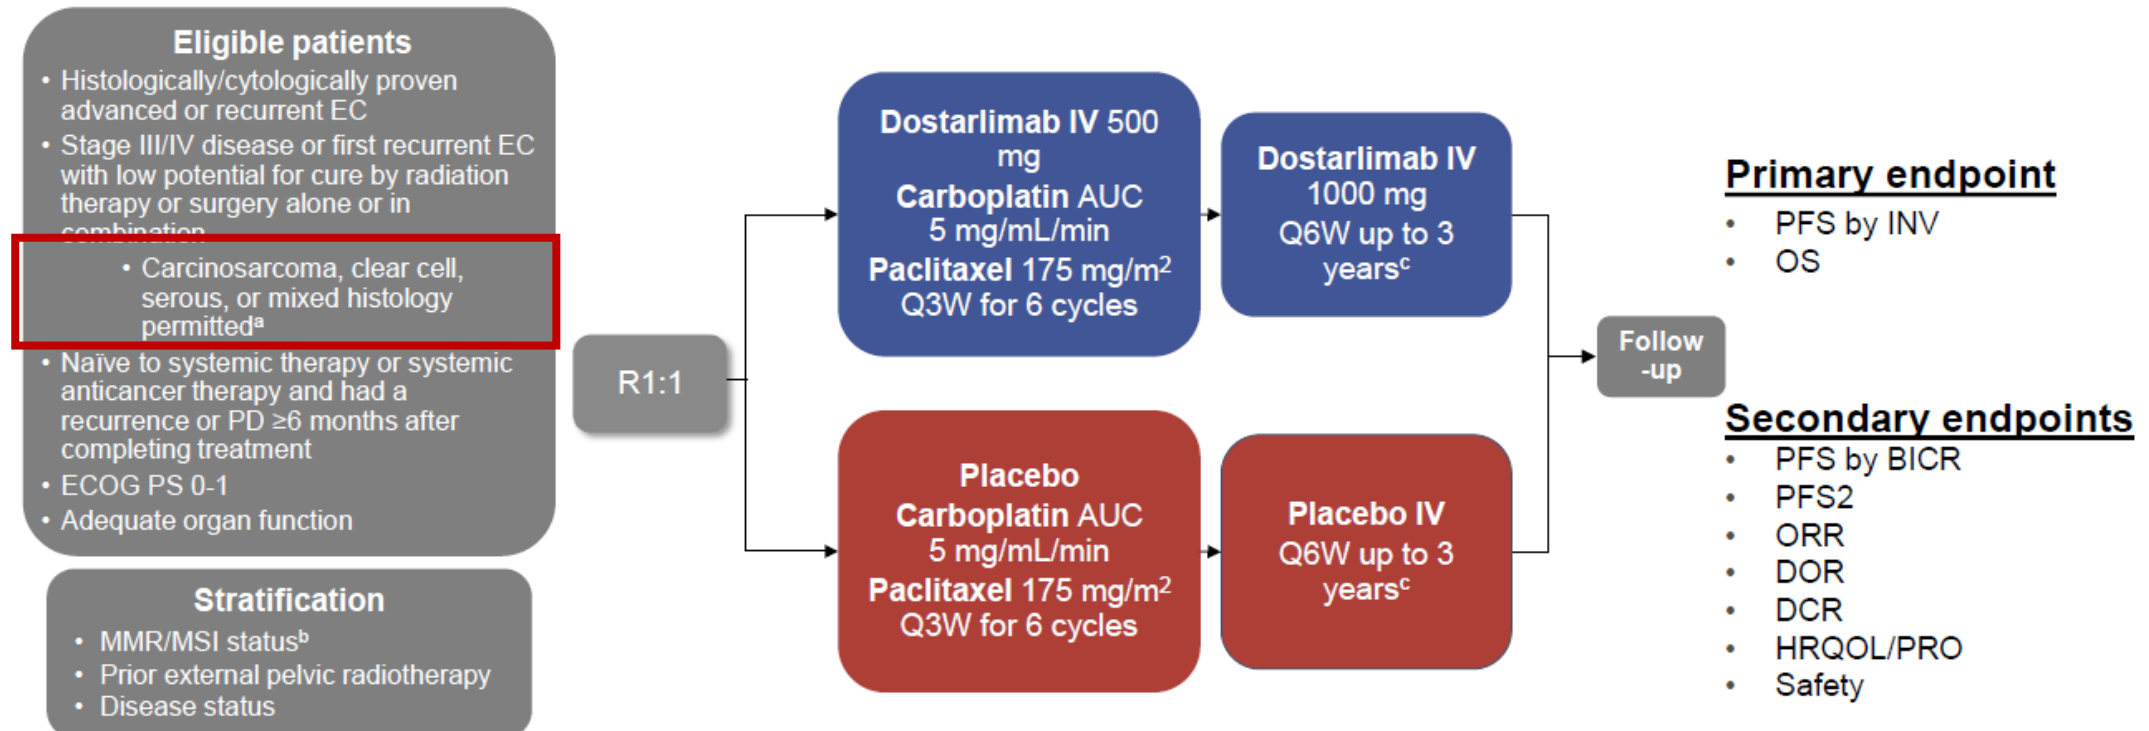 Eligible patients
• Histologically/cytologically proven
advanced or recurrent EC
• Stage III/IV disease or first recurrent EC
with low potential for cure by radiation
therapy or surgery alone or in
combination
• Carcinosarcoma, clear cell,
serous, or mixed histology
permittedᵃ
• Naïve to systemic therapy or systemic
anticancer therapy and had a
recurrence or PD ≥6 months after
completing treatment
• ECOG PS 0-1
• Adequate organ function
Stratification
• MMR/MSI statusᵇ
• Prior external pelvic radiotherapy
• Disease status
R1:1
Dostarlimab IV 500
mg
Carboplatin AUC
5 mg/mL/min
Paclitaxel 175 mg/m²
Q3W for 6 cycles
Dostarlimab IV
1000 mg
Q6W up to 3
yearsᶜ
Placebo
Carboplatin AUC
5 mg/mL/min
Paclitaxel 175 mg/m²
Q3W for 6 cycles
Placebo IV
Q6W up to 3
yearsᶜ
Follow
-up
Primary endpoint
• PFS by INV
• OS
Secondary endpoints
• PFS by BICR
• PFS2
• ORR
• DOR
• DCR
• HRQOL/PRO
• Safety